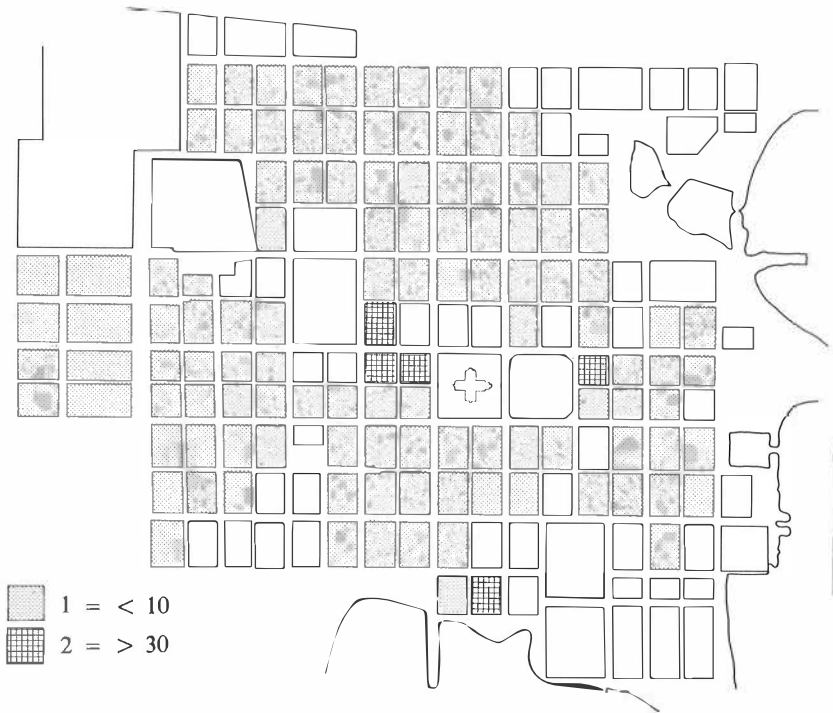 1 = < 10
2 = > 30